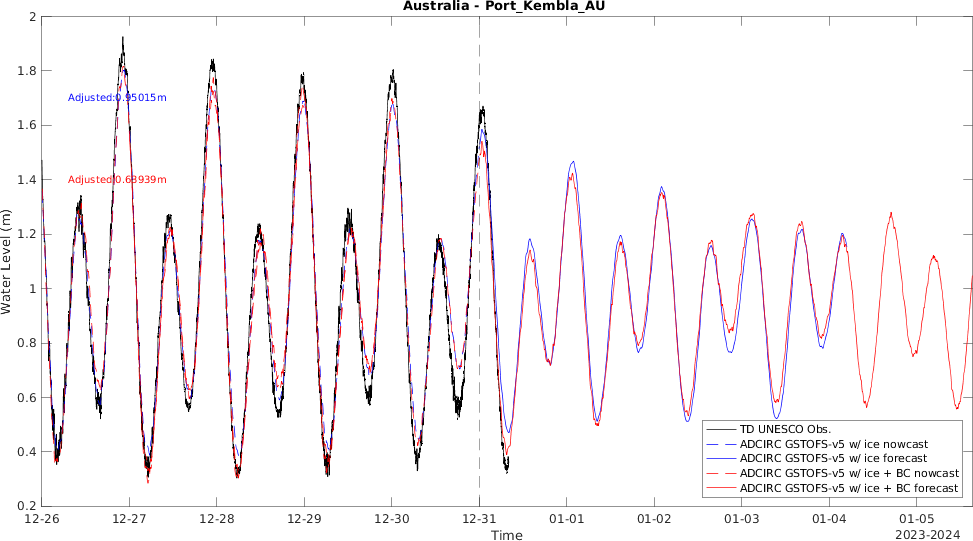 Australia - Port_Kembla_AU
2
1.8
1.6
1.4
1.2
1
0.8
0.6
0.4
0.2
Water Level (m)
Adjusted:0.95015m
Adjusted:0.63939m
TD UNESCO Obs.
ADCIRC GSTOFS-v5 w/ ice nowcast
ADCIRC GSTOFS-v5 w/ ice forecast
ADCIRC GSTOFS-v5 w/ ice + BC nowcast
ADCIRC GSTOFS-v5 w/ ice + BC forecast
12-26 12-27 12-28 12-29 12-30 12-31 01-01 01-02 01-03 01-04 01-05
Time
2023-2024